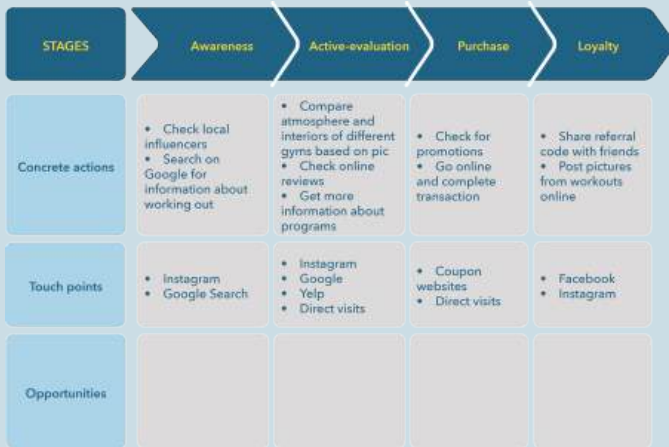 STAGES
Awareness
Active-evaluation
Purchase
Loyalty
Concrete actions
• Check local
influencers
• Search on
Google for
information about
working out
• Compare
atmosphere and
interiors of different
gyms based on pic
• Check online
reviews
• Get more
information about
programs
• Check for
promotions
• Go online
and complete
transaction
• Share referral
code with friends
• Post pictures
from workouts
online
Touch points
• Instagram
• Google Search
• Instagram
• Google
• Yelp
• Direct visits
• Coupon
websites
• Direct visits
• Facebook
• Instagram
Opportunities